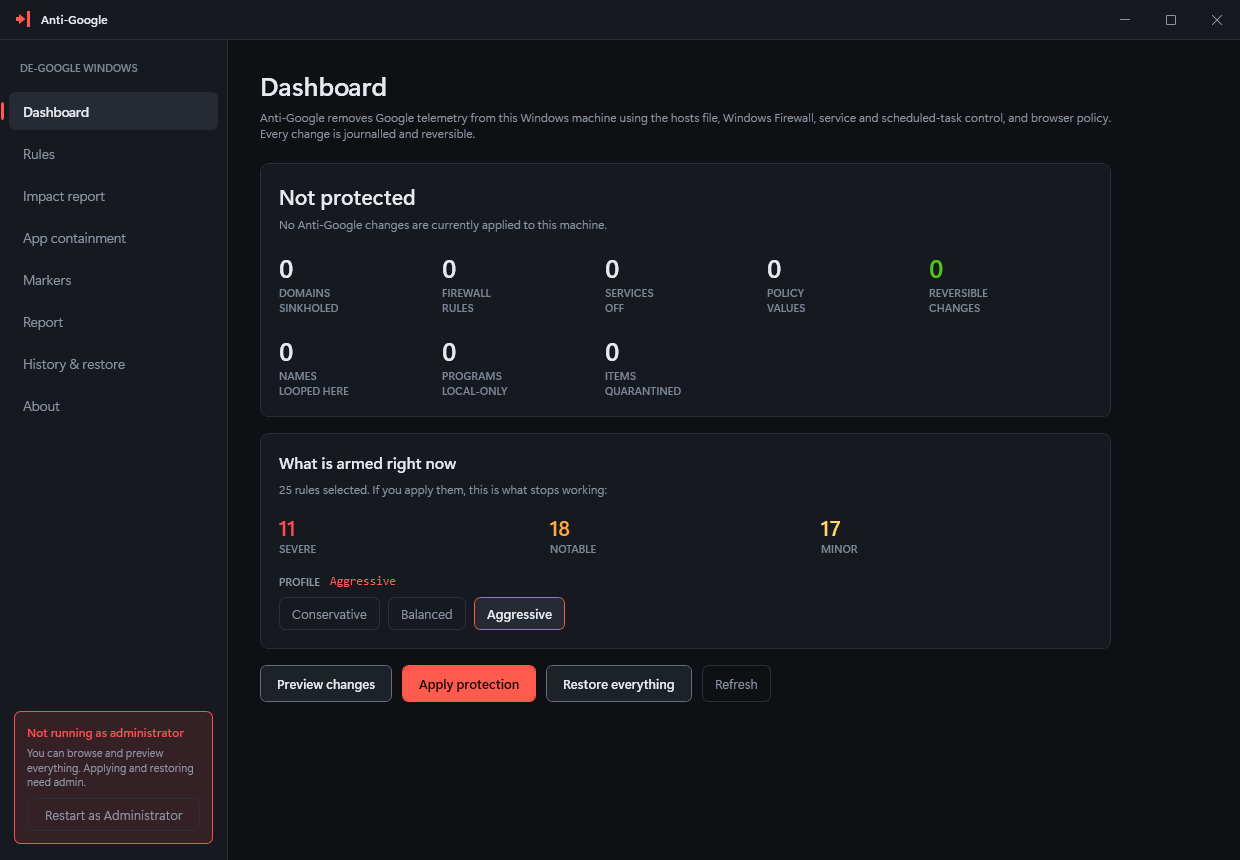 Anti-Google
DE-GOOGLE WINDOWS
Dashboard
Rules
Impact report
App containment
Markers
Report
History & restore
About
Not running as administrator
You can browse and preview
everything. Applying and restoring
need admin.
Restart as Administrator
Dashboard
Anti-Google removes Google telemetry from this Windows machine using the hosts file, Windows Firewall, service and scheduled-task control, and browser policy.
Every change is journalled and reversible.
Not protected
No Anti-Google changes are currently applied to this machine.
0 0 0 0 0
DOMAINS FIREWALL SERVICES POLICY REVERSIBLE
SINKHOLED RULES OFF VALUES CHANGES
0 0 0
NAMES PROGRAMS ITEMS
LOOPED HERE LOCAL-ONLY QUARANTINED
What is armed right now
25 rules selected. If you apply them, this is what stops working:
11 18 17
SEVERE NOTABLE MINOR
PROFILE Aggressive
Conservative Balanced Aggressive
Preview changes Apply protection Restore everything Refresh